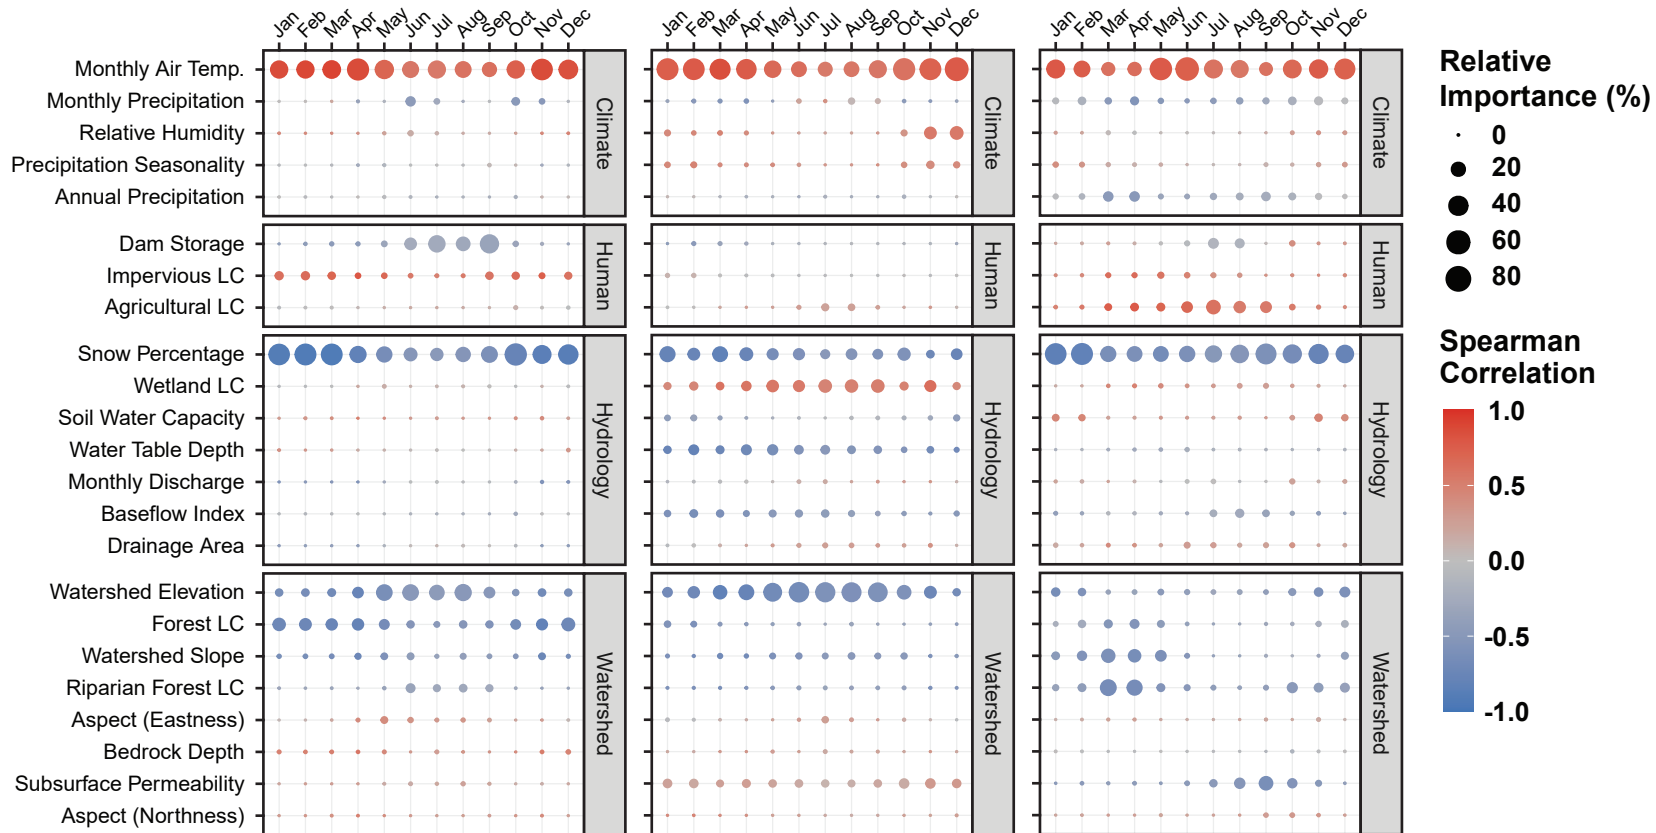 Jan Feb Mar Apr May Jun Jul Aug Sep Oct Nov Dec
Jan Feb Mar Apr May Jun Jul Aug Sep Oct Nov Dec
Jan Feb Mar Apr May Jun Jul Aug Sep Oct Nov Dec
Monthly Air Temp.
Monthly Precipitation
Relative Humidity
Precipitation Seasonality
Annual Precipitation
Climate
Climate
Climate
Dam Storage
Impervious LC
Agricultural LC
Human
Human
Human
Snow Percentage
Wetland LC
Soil Water Capacity
Water Table Depth
Monthly Discharge
Baseflow Index
Drainage Area
Hydrology
Hydrology
Hydrology
Watershed Elevation
Forest LC
Watershed Slope
Riparian Forest LC
Aspect (Eastness)
Bedrock Depth
Subsurface Permeability
Aspect (Northness)
Watershed
Watershed
Watershed
Relative
Importance (%)
0
20
40
60
80
Spearman
Correlation
1.0
0.5
0.0
-0.5
-1.0